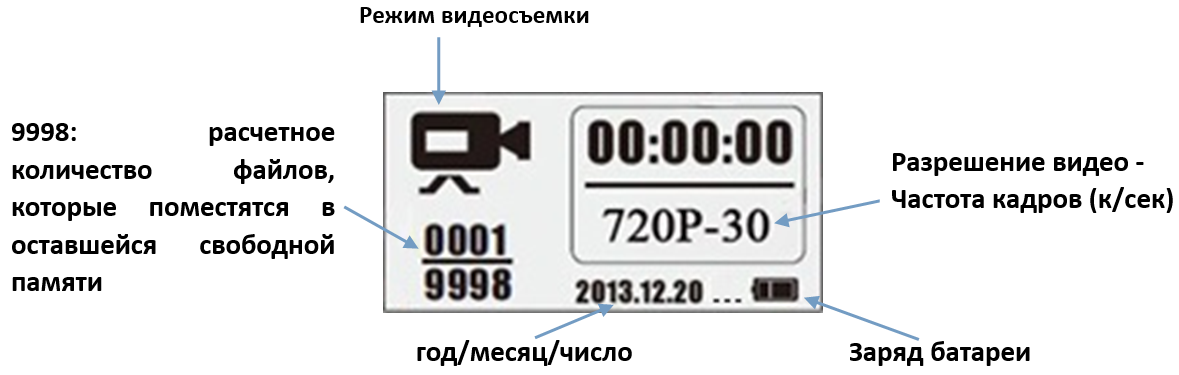 Режим видеосъемки
9998: расчетное
количество файлов,
которые поместятся в
оставшейся свободной
памяти
00:00:00
720P-30
0001
9998
2013.12.20 ...
Разрешение видео -
Частота кадров (к/сек)
год/месяц/число
Заряд батареи